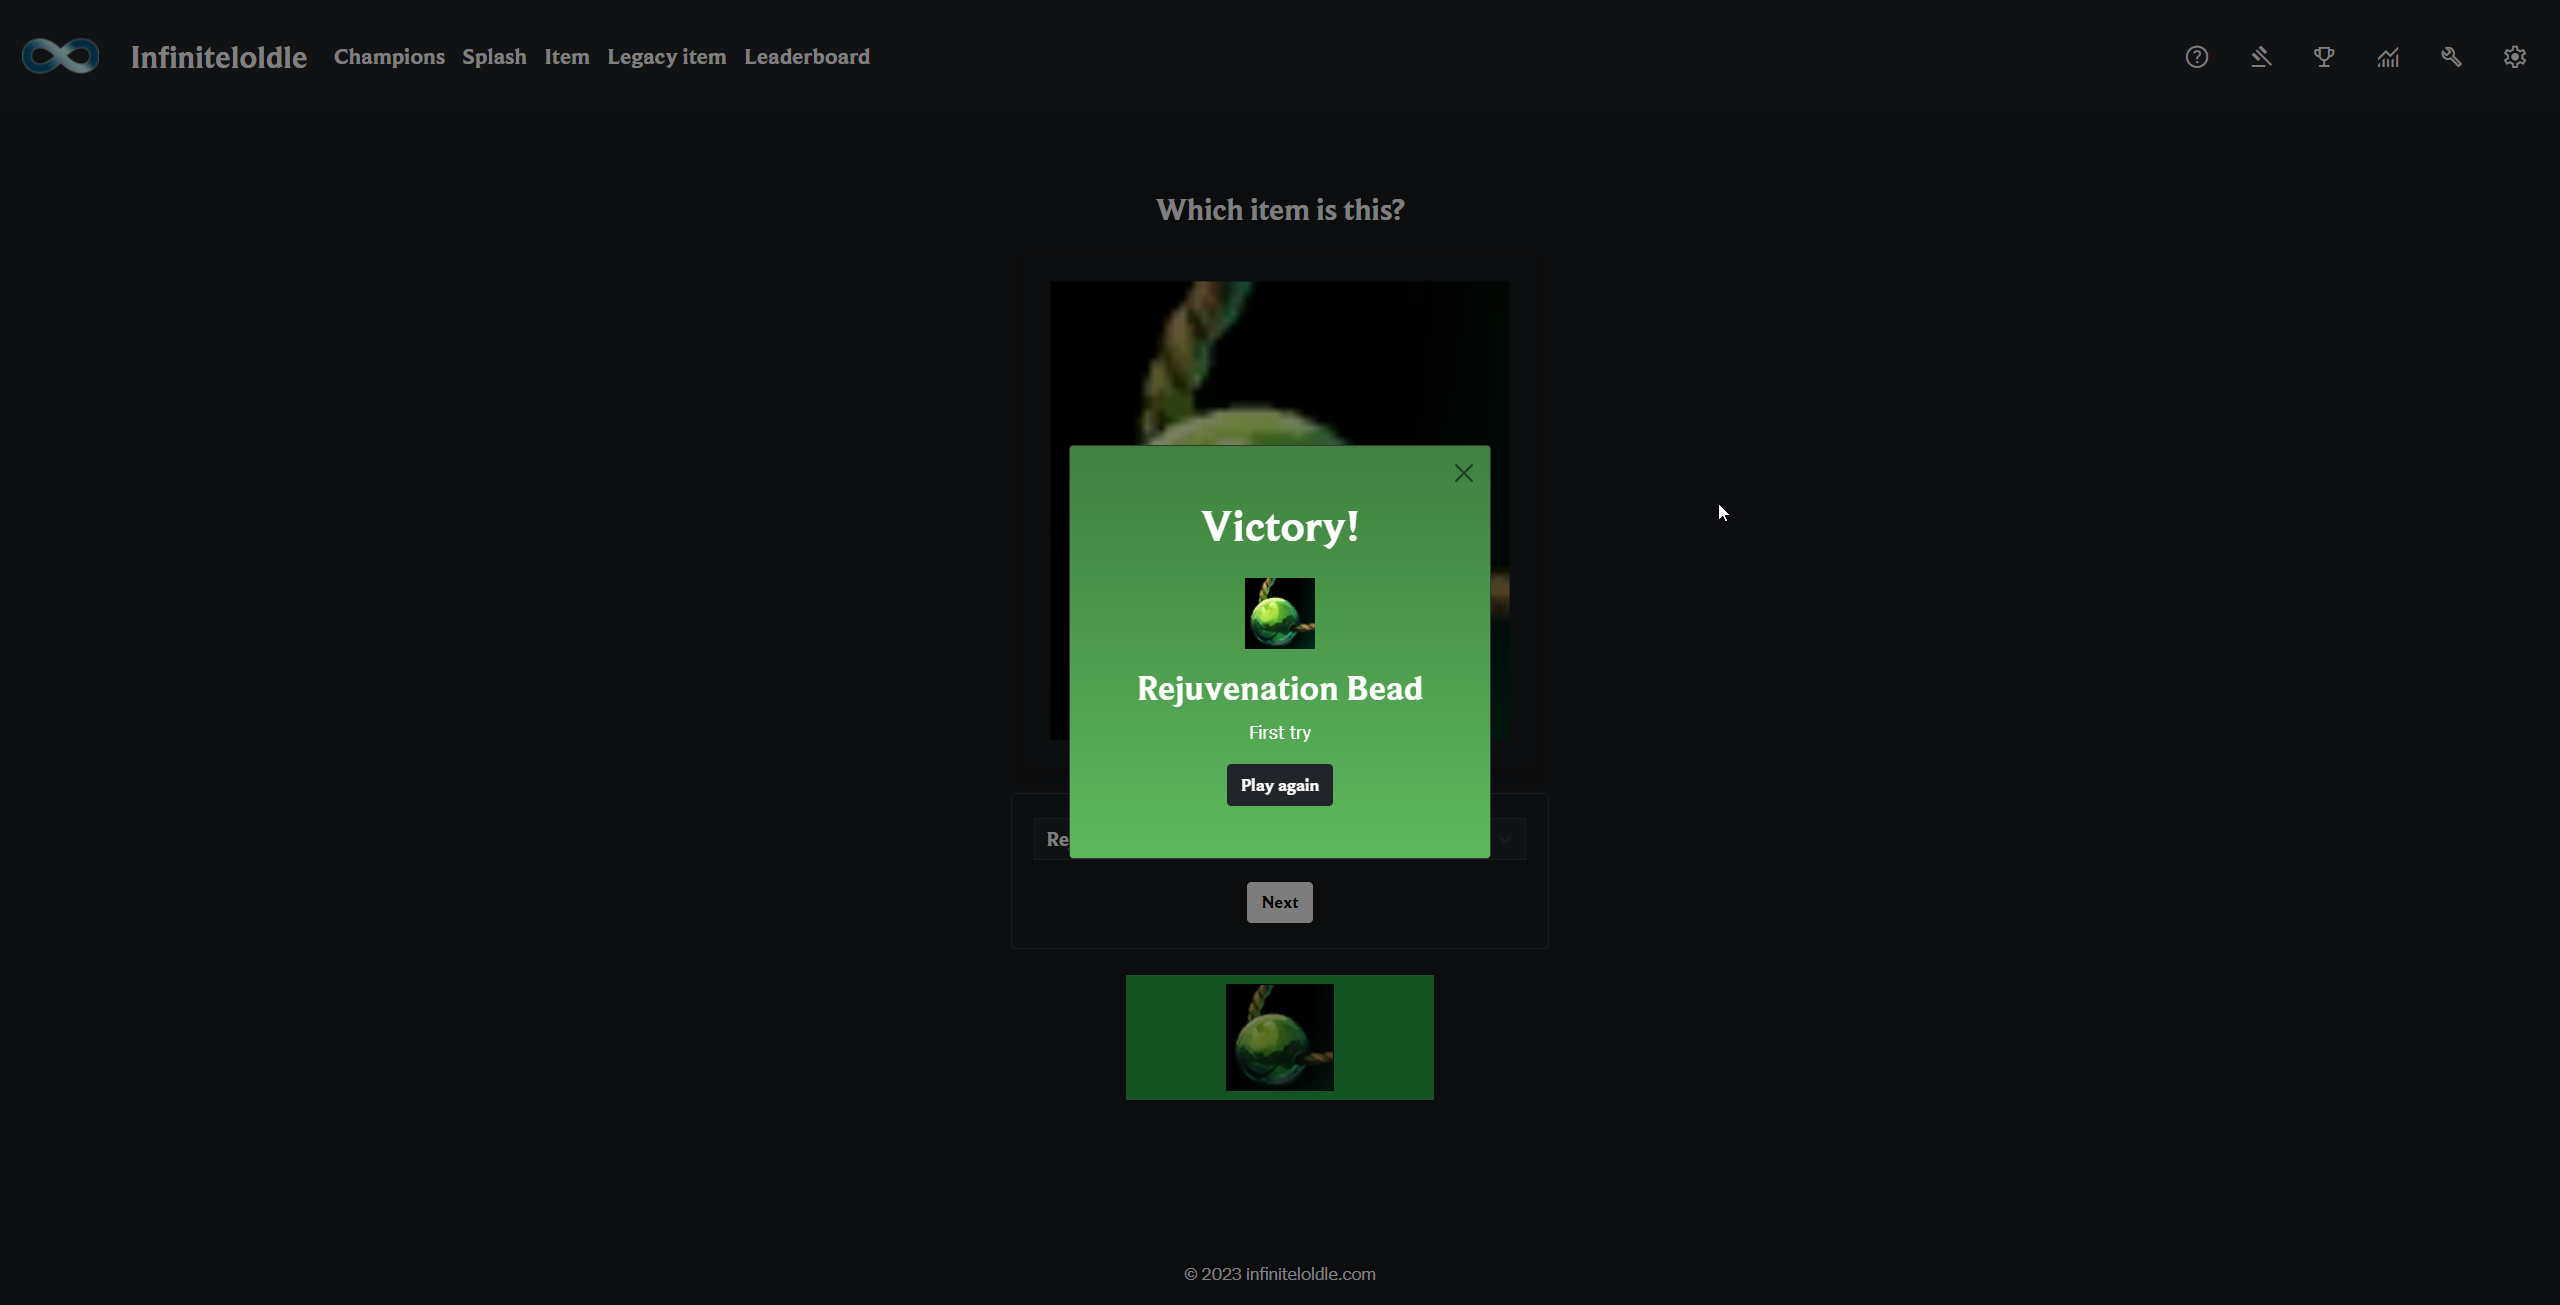 Infiniteloldle Champions Splash Item Legacy item Leaderboard
Which item is this?
Victory!
Rejuvenation Bead
First try
Play again
Re
Next
© 2023 infiniteloldle.com